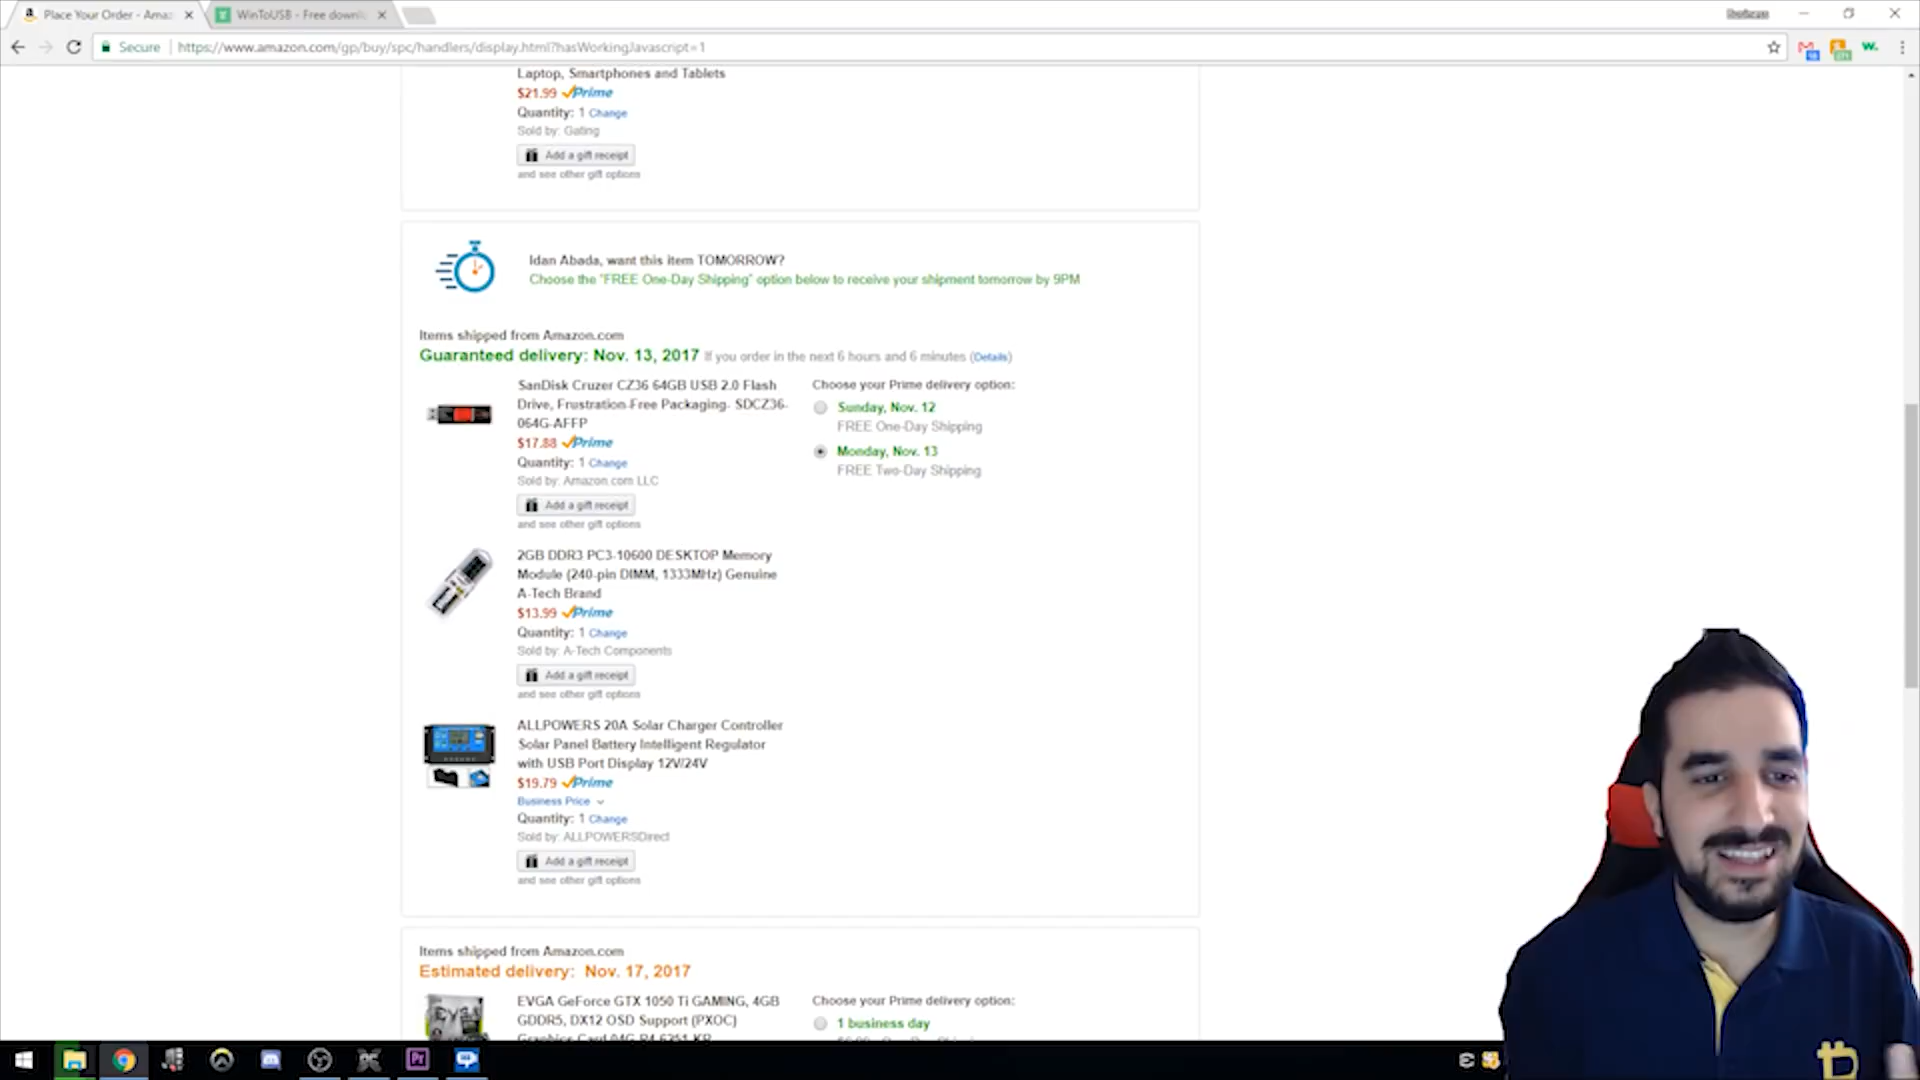 Place Your Order - Amaz
WinToUSB - Free downl
Secure
https://www.amazon.com/gp/buy/spc/handlers/display.html?hasWorkingJavascript=1
Laptop, Smartphones and Tablets
$21.99 Prime
Quantity: 1 Change
Sold by: Gating
Add a gift receipt
and see other gift options
Idan Abada, want this item TOMORROW?
Choose the "FREE One-Day Shipping" option below to receive your shipment tomorrow by 9PM
Items shipped from Amazon.com
Guaranteed delivery: Nov. 13, 2017 If you order in the next 6 hours and 6 minutes (Details)
SanDisk Cruzer CZ36 64GB USB 2.0 Flash
Drive, Frustration-Free Packaging- SDCZ36-
064G-AFFP
$17.88 Prime
Quantity: 1 Change
Sold by: Amazon.com LLC
Add a gift receipt
and see other gift options
Choose your Prime delivery option:
Sunday, Nov. 12
FREE One-Day Shipping
Monday, Nov. 13
FREE Two-Day Shipping
2GB DDR3 PC3-10600 DESKTOP Memory
Module (240-pin DIMM, 1333MHz) Genuine
A-Tech Brand
$13.99 Prime
Quantity: 1 Change
Sold by: A-Tech Components
Add a gift receipt
and see other gift options
ALLPOWERS 20A Solar Charger Controller
Solar Panel Battery Intelligent Regulator
with USB Port Display 12V/24V
$19.79 Prime
Business Price
Quantity: 1 Change
Sold by: ALLPOWERSDirect
Add a gift receipt
and see other gift options
Items shipped from Amazon.com
Estimated delivery: Nov. 17, 2017
EVGA GeForce GTX 1050 Ti GAMING, 4GB
GDDR5, DX12 OSD Support (PXOC)
Graphics Card 04G-P4-6251-KR
Choose your Prime delivery option:
1 business day